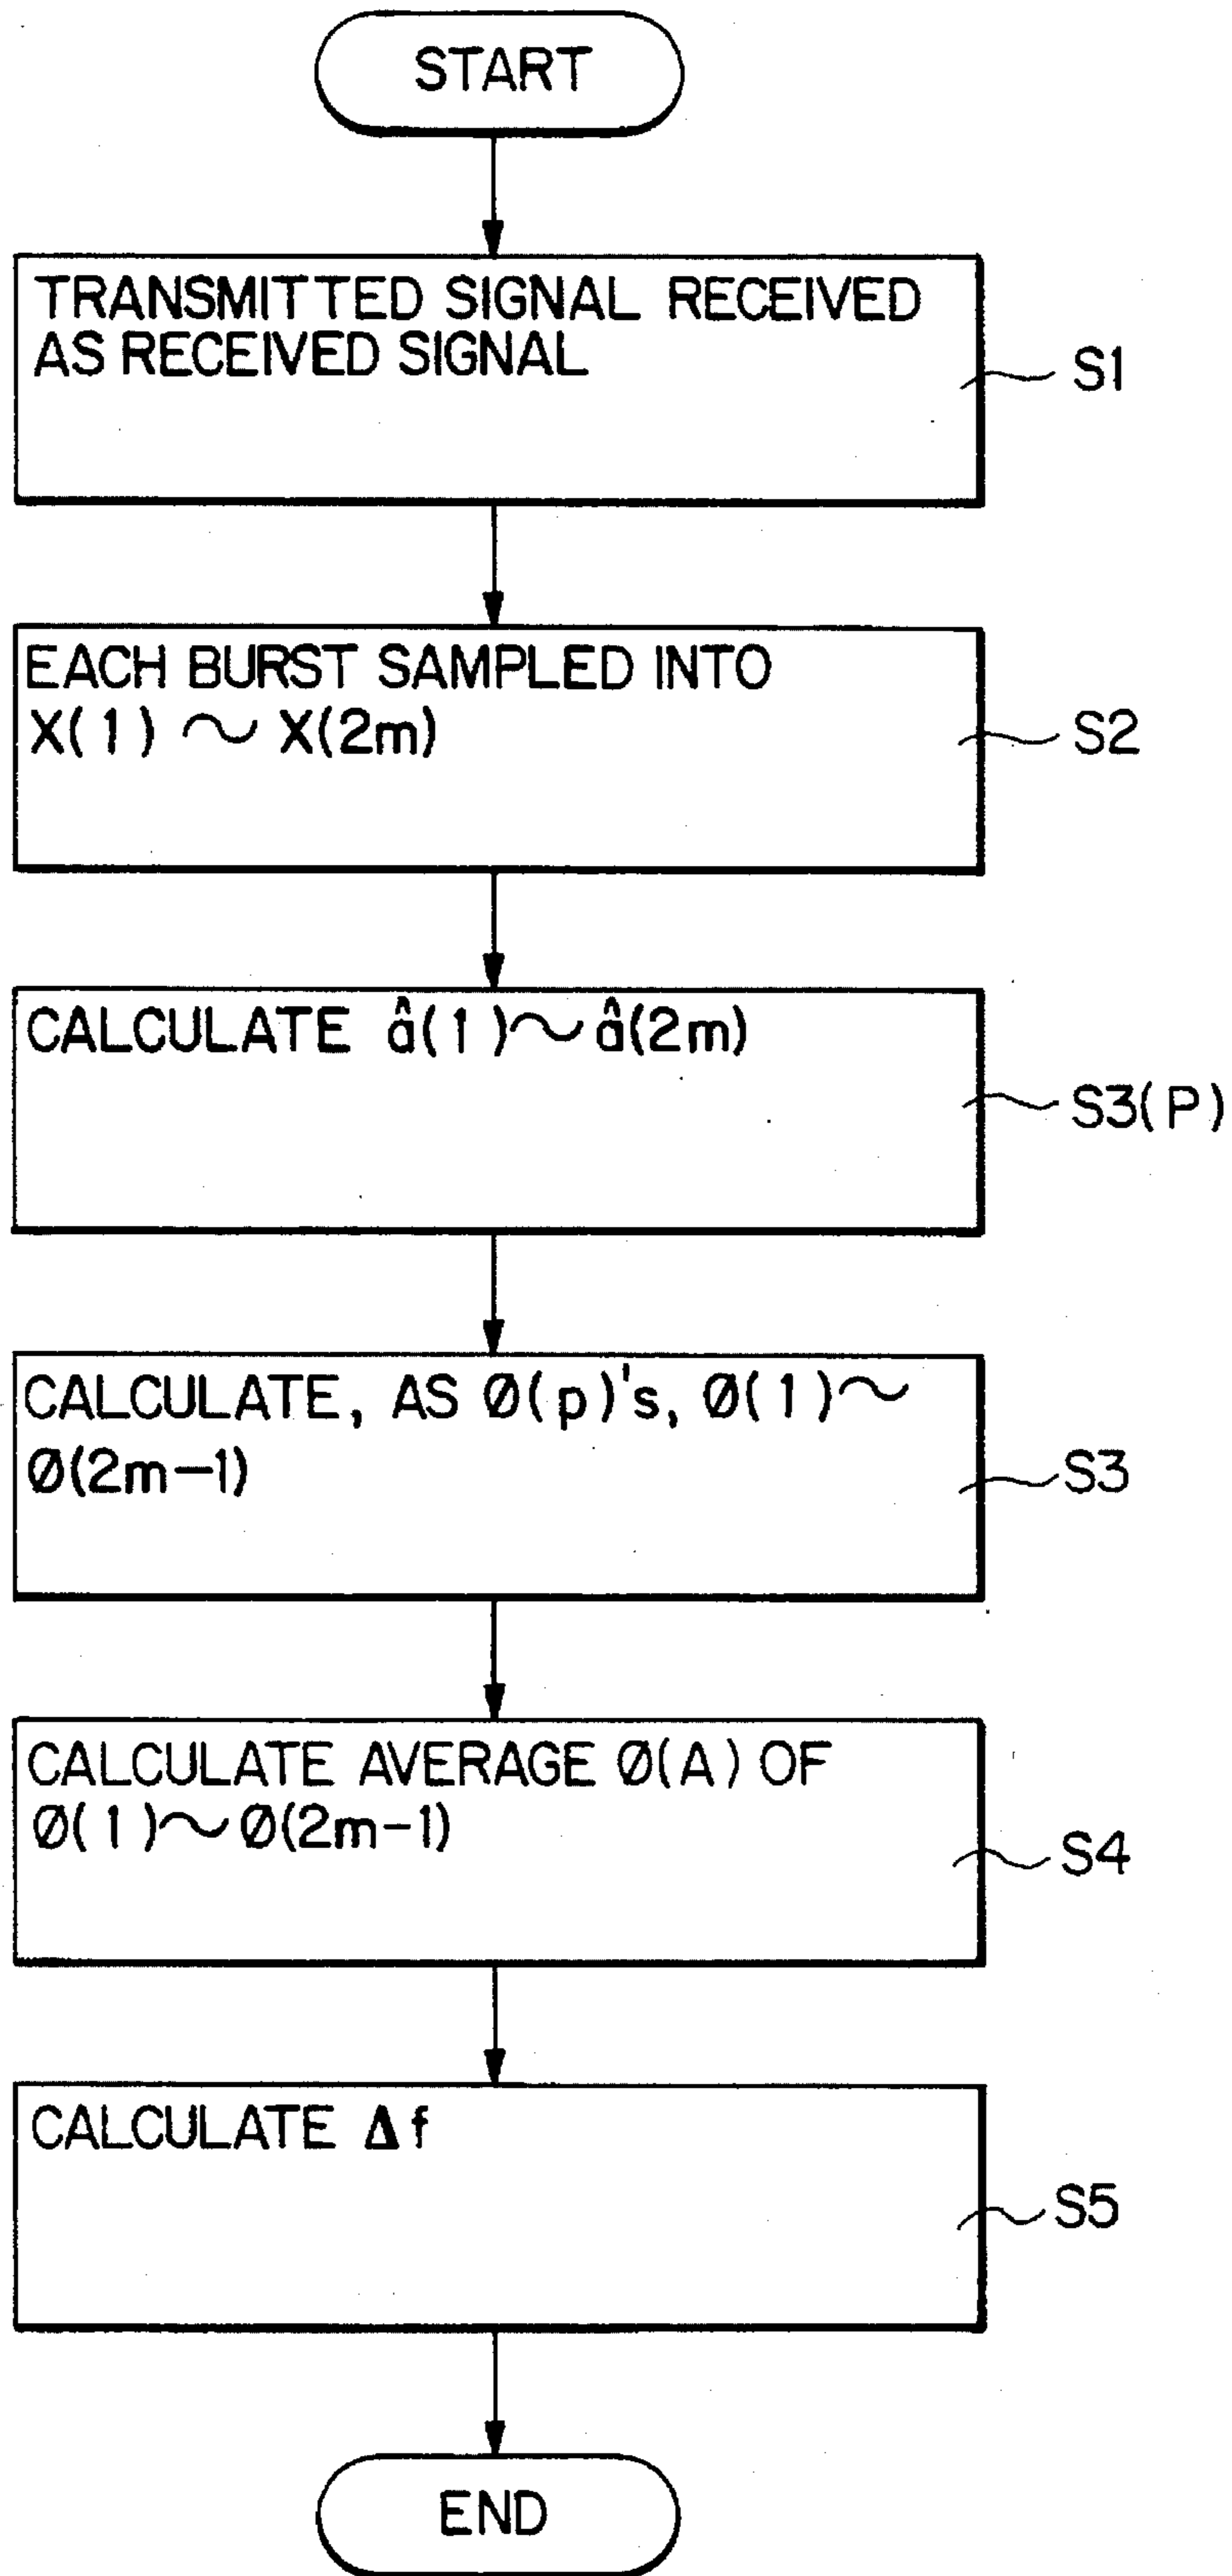 START
TRANSMITTED SIGNAL RECEIVED
AS RECEIVED SIGNAL
S1
EACH BURST SAMPLED INTO
X(1) ~ X(2m)
S2
CALCULATE â(1)~â(2m)
S3(P)
CALCULATE, AS Ø(p)'s, Ø(1)~
Ø(2m-1)
S3
CALCULATE AVERAGE Ø(A) OF
Ø(1)~Ø(2m-1)
S4
CALCULATE Δf
S5
END